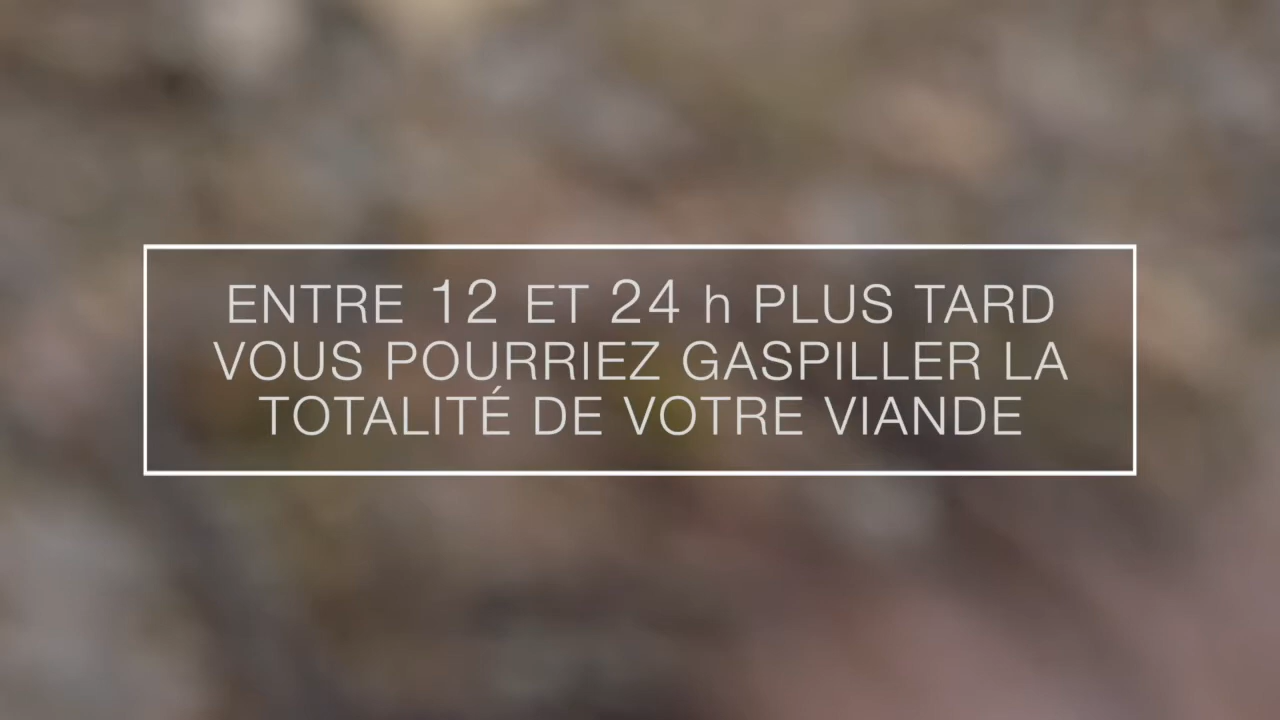 ENTRE 12 ET 24 h PLUS TARD
VOUS POURRIEZ GASPILLER LA
TOTALITÉ DE VOTRE VIANDE